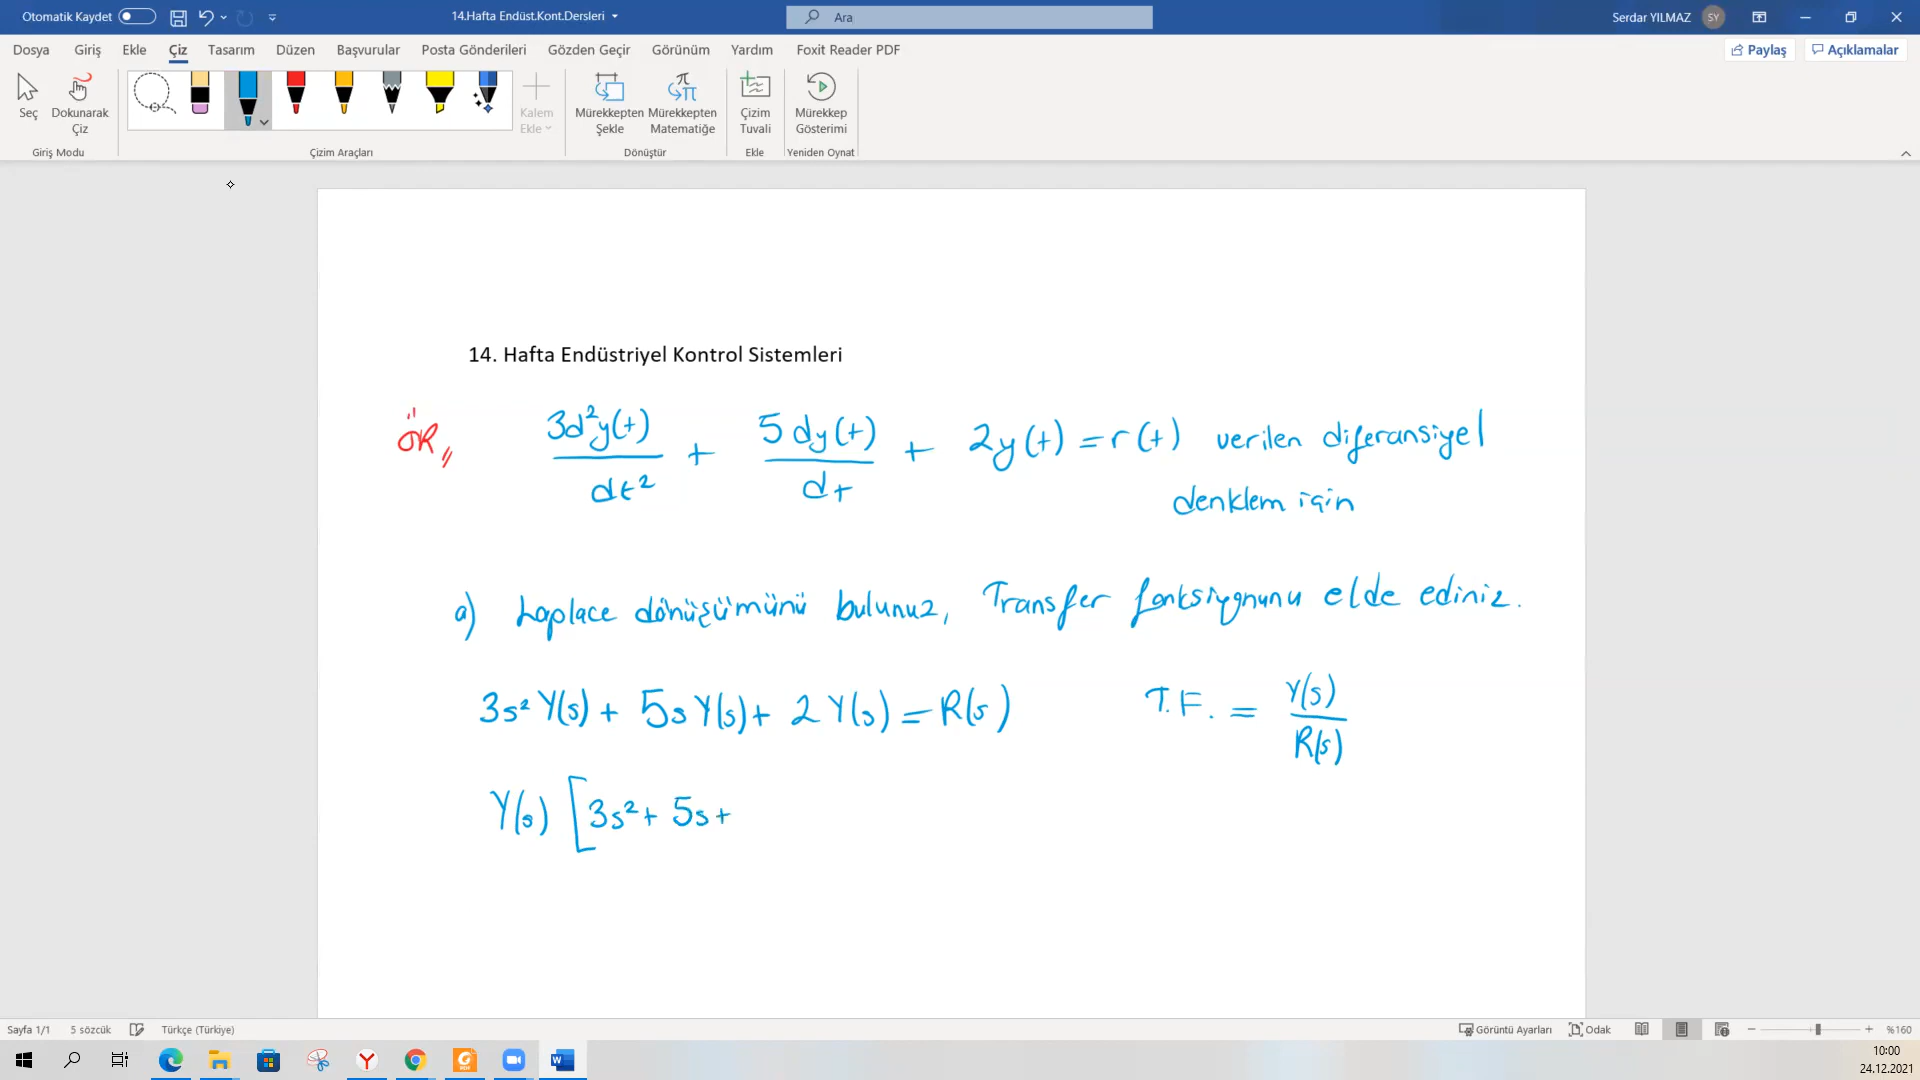 Otomatik Kaydet
14.Hafta Endüst.Kont.Dersleri
Ara
Serdar YILMAZ SY
Dosya Giriş Ekle Çiz Tasarım Düzen Başvurular Posta Gönderileri Gözden Geçir Görünüm Yardım Foxit Reader PDF Paylaş Açıklamalar
Seç
Dokunarak Çiz
Kalem Ekle
Mürekkepten Şekle
Mürekkepten Matematiğe
Çizim Tuvali
Mürekkep Gösterimi
Giriş Modu
Çizim Araçları
Dönüştür
Ekle
Yeniden Oynat
14. Hafta Endüstriyel Kontrol Sistemleri
ÖR,, 3d²y(t)/dt² + 5dy(t)/dt + 2y(t) = r(t) verilen diferansiyel
denklem için
a) Laplace dönüşümünü bulunuz, Transfer fonksiyonunu elde ediniz.
3s² Y(s) + 5s Y(s) + 2 Y(s) = R(s) T.F. = Y(s)/R(s)
Y(s) [3s² + 5s +
Sayfa 1/1 5 sözcük Türkçe (Türkiye) Görüntü Ayarları Odak %160
10:00
24.12.2021